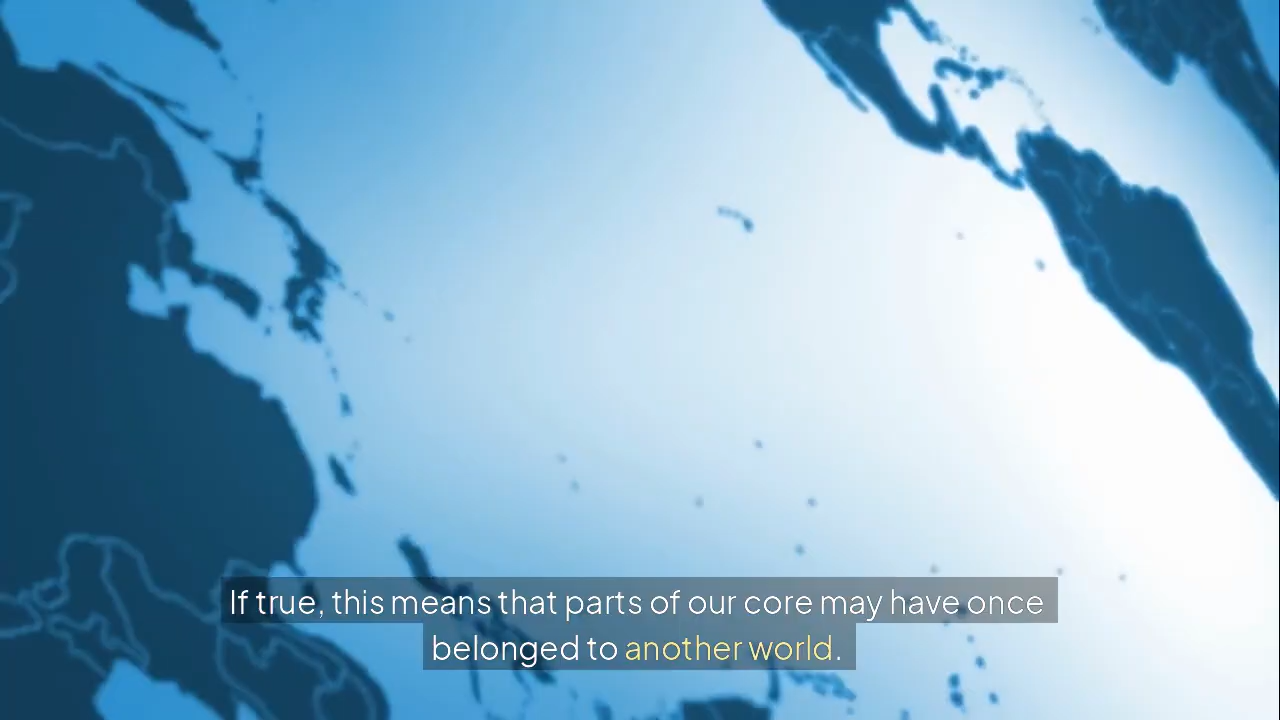 If true, this means that parts of our core may have once
belonged to another world.